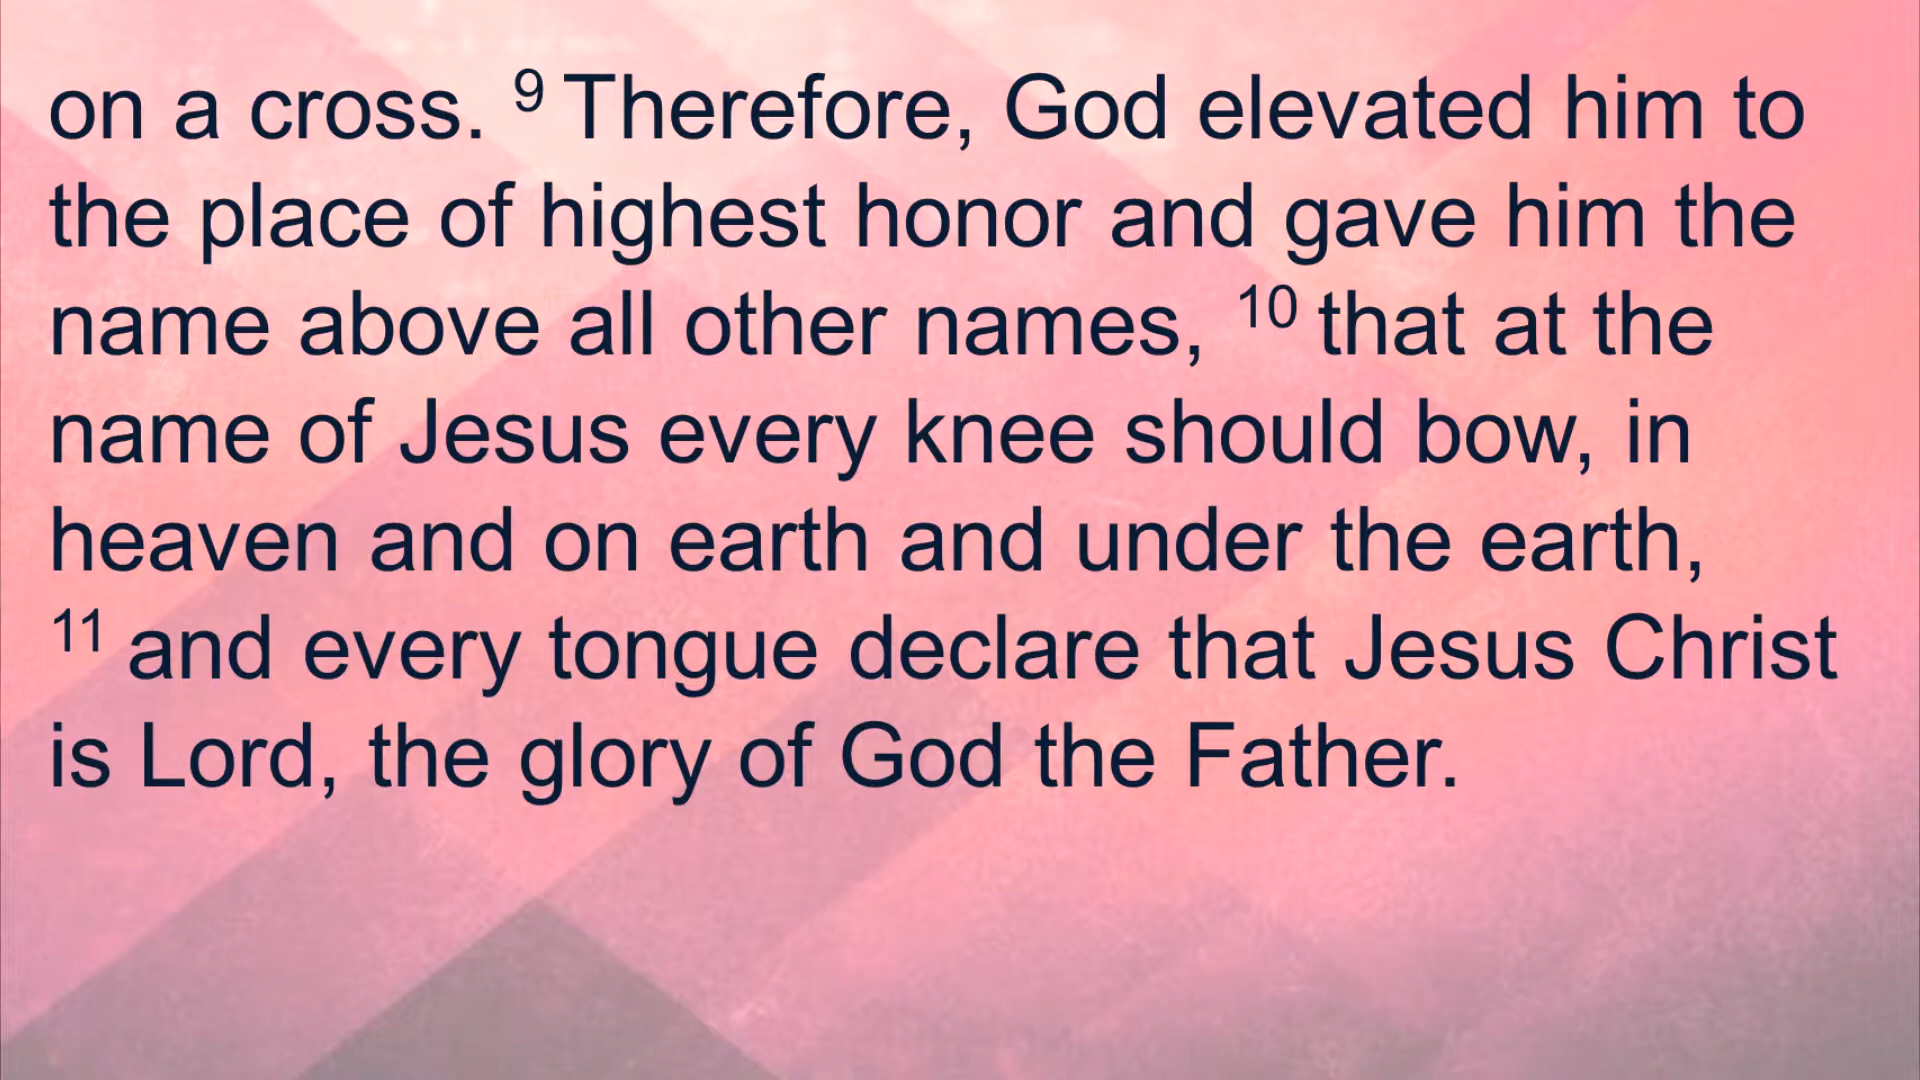 on a cross. 9 Therefore, God elevated him to
the place of highest honor and gave him the
name above all other names, 10 that at the
name of Jesus every knee should bow, in
heaven and on earth and under the earth,
11 and every tongue declare that Jesus Christ
is Lord, the glory of God the Father.